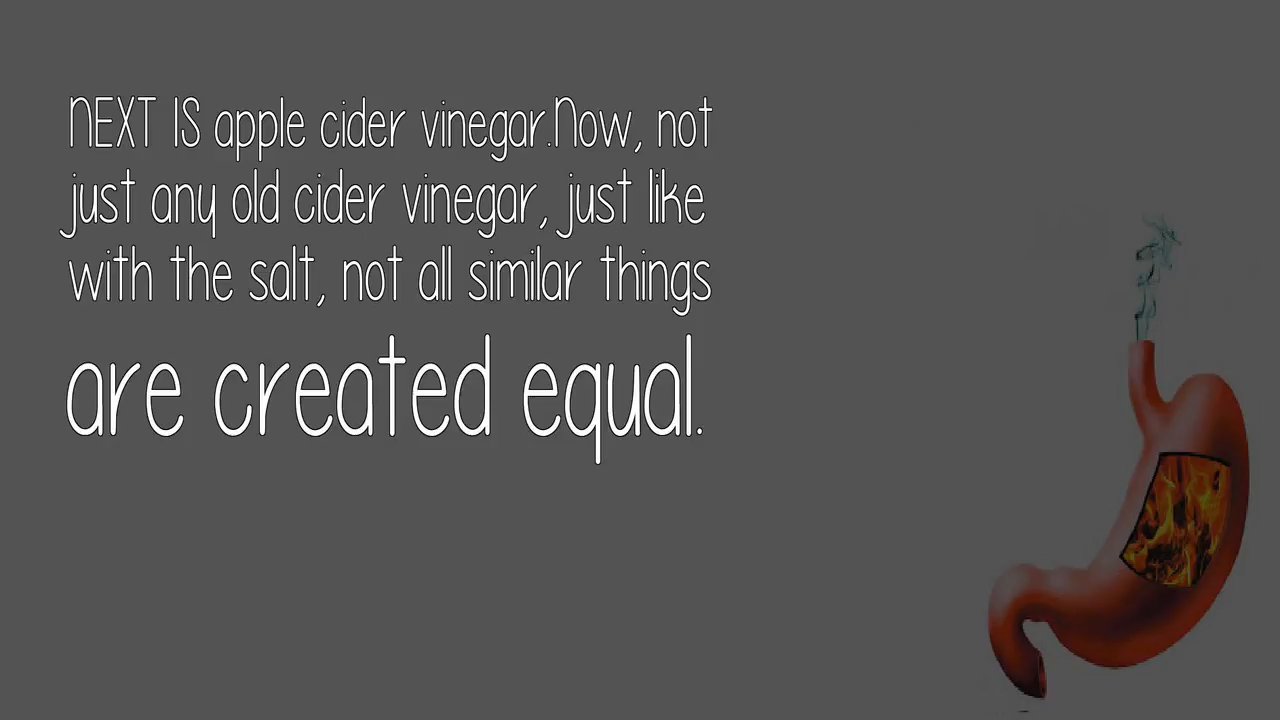 NEXT IS apple cider vinegar.Now, not
just any old cider vinegar, just like
with the salt, not all similar things
are created equal.